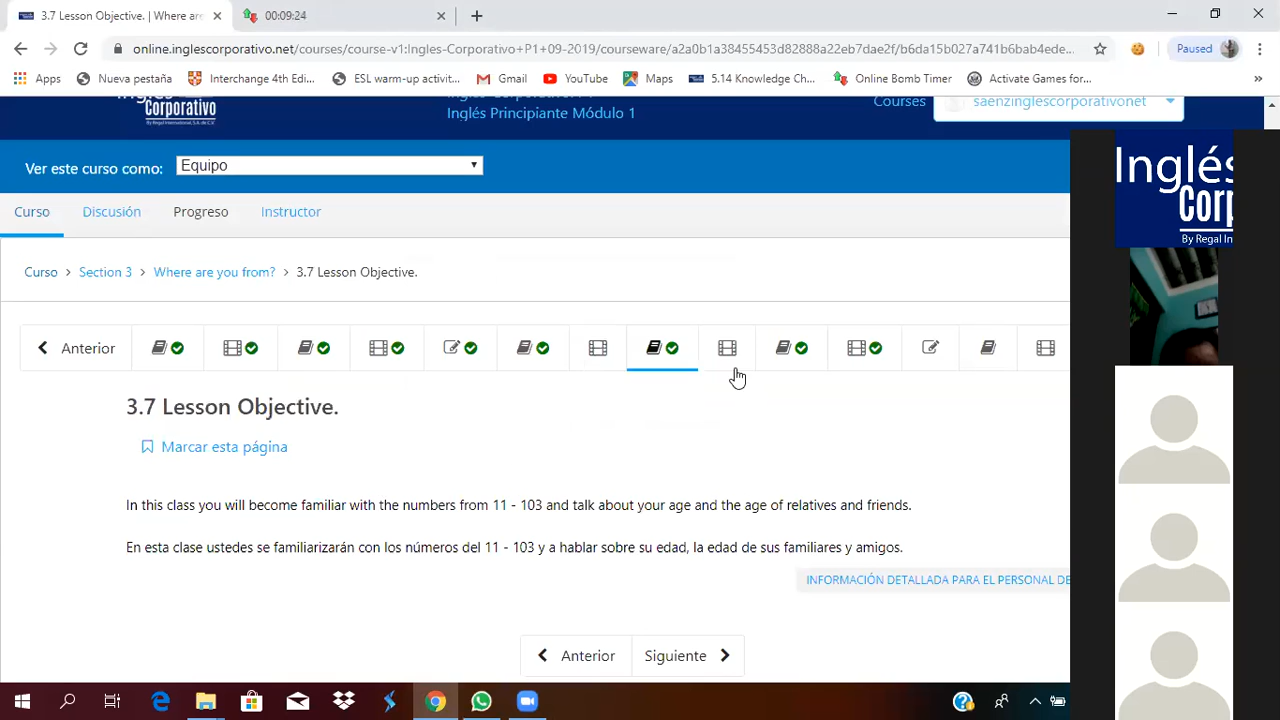 3.7 Lesson Objective. | Where are
00:09:24
online.inglescorporativo.net/courses/course-v1:Ingles-Corporativo+P1+09-2019/courseware/a2a0b1a38455453d82888a22eb7dae2f/b6da15b027a741b6bab4ede...
Paused
Apps
Nueva pestaña
Interchange 4th Edi...
ESL warm-up activit...
Gmail
YouTube
Maps
5.14 Knowledge Ch...
Online Bomb Timer
Activate Games for...
Corporativo
By Regal International, S.A. de C.V.
Inglés Principiante Módulo 1
Courses
saenzinglescorporativonet
Ver este curso como:
Equipo
Curso
Discusión
Progreso
Instructor
Curso > Section 3 > Where are you from? > 3.7 Lesson Objective.
Anterior
3.7 Lesson Objective.
Marcar esta página
In this class you will become familiar with the numbers from 11 - 103 and talk about your age and the age of relatives and friends.
En esta clase ustedes se familiarizarán con los números del 11 - 103 y a hablar sobre su edad, la edad de sus familiares y amigos.
INFORMACIÓN DETALLADA PARA EL PERSONAL DE
Anterior
Siguiente
Inglés
Corp
By Regal In